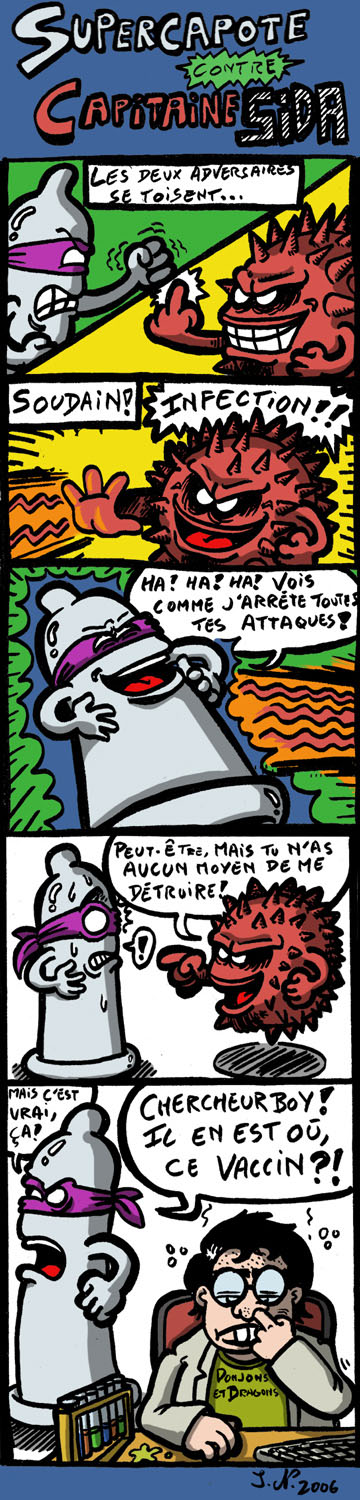 SUPERCAPOTE
CONTRE
CAPITAINE SIDA
LES DEUX ADVERSAIRES
SE TOISENT...
SOUDAIN!
INFECTION!!
HA! HA! HA! VOIS
COMME J'ARRÊTE TOUTES
TES ATTAQUES!
PEUT-ÊTRE, MAIS TU N'AS
AUCUN MOYEN DE ME
DÉTRUIRE!
!
MAIS C'EST
VRAI,
ÇA!
CHERCHEUR BOY!
IL EN EST OÙ,
CE VACCIN?!
DONJONS
ET DRAGONS
J.N. 2006